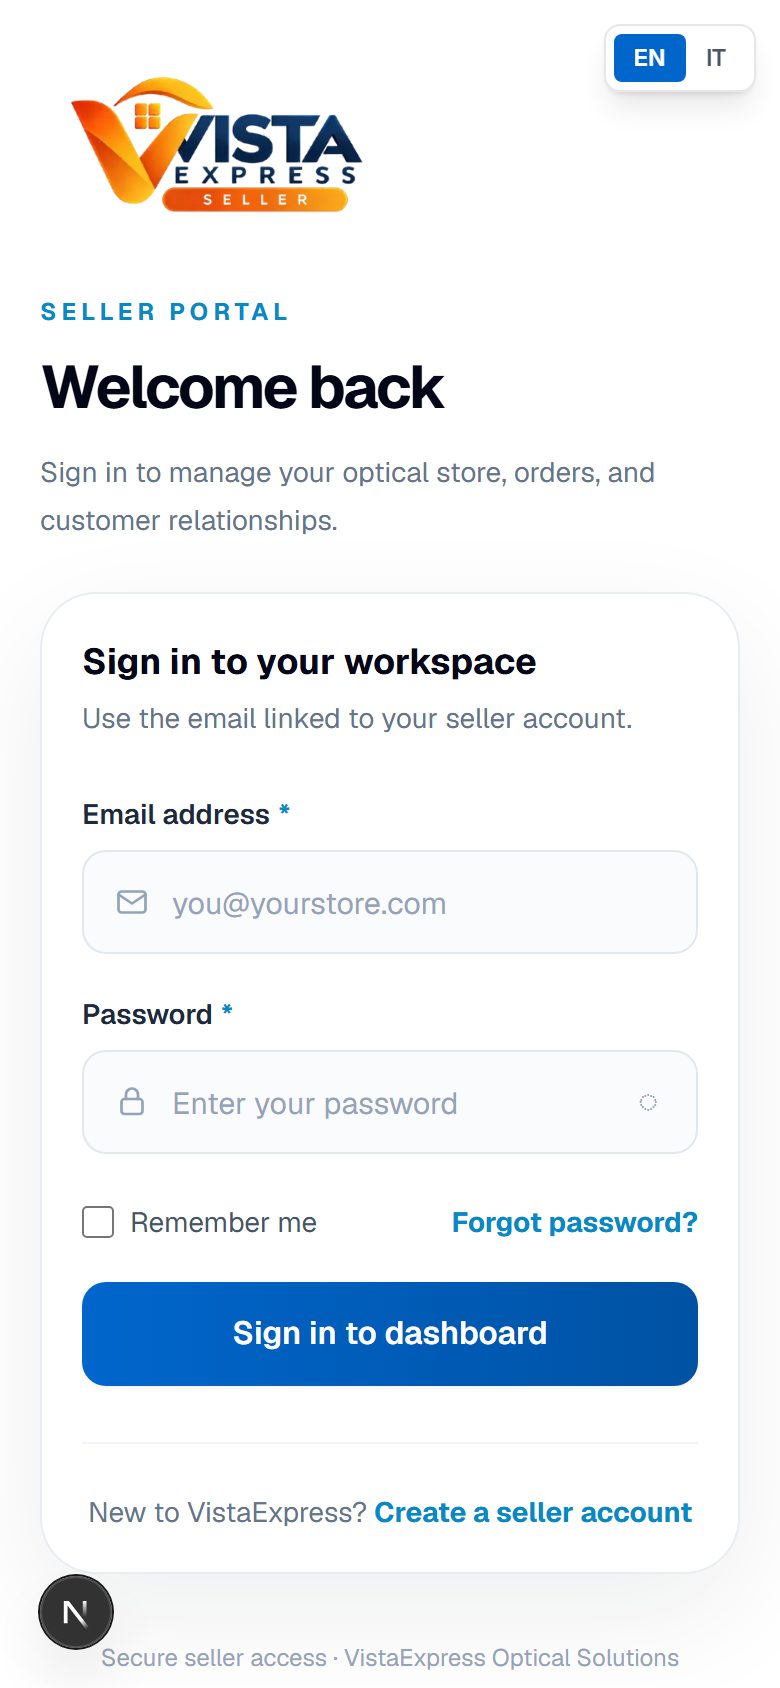 EN IT
VISTA
EXPRESS
SELLER
SELLER PORTAL
Welcome back
Sign in to manage your optical store, orders, and
customer relationships.
Sign in to your workspace
Use the email linked to your seller account.
Email address *
you@yourstore.com
Password *
Enter your password
Remember me Forgot password?
Sign in to dashboard
New to VistaExpress? Create a seller account
N
Secure seller access · VistaExpress Optical Solutions